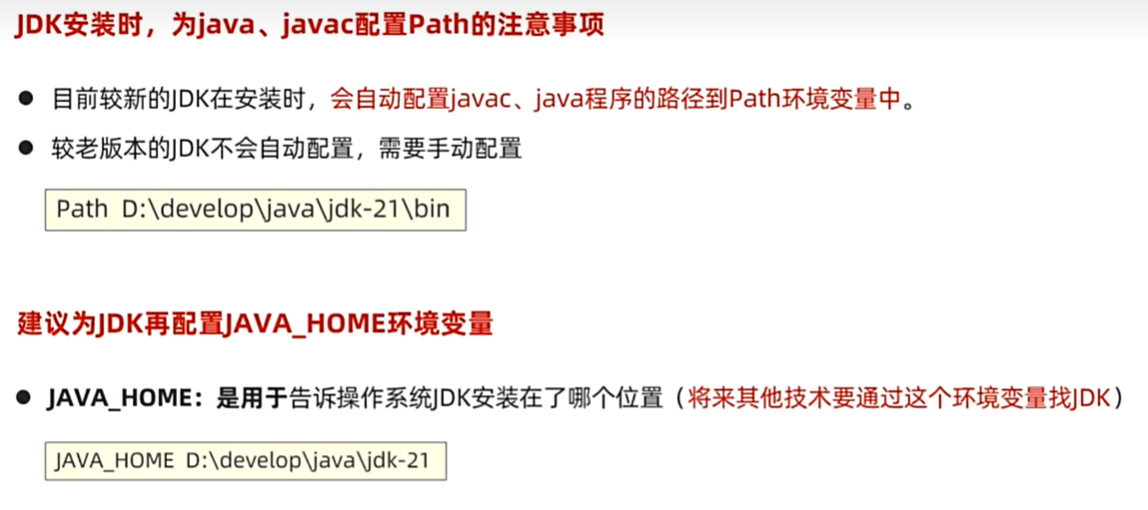 JDK安装时，为java、javac配置Path的注意事项
● 目前较新的JDK在安装时，会自动配置javac、java程序的路径到Path环境变量中。
● 较老版本的JDK不会自动配置，需要手动配置
Path D:\develop\java\jdk-21\bin
建议为JDK再配置JAVA_HOME环境变量
● JAVA_HOME：是用于告诉操作系统JDK安装在了哪个位置（将来其他技术要通过这个环境变量找JDK）
JAVA_HOME D:\develop\java\jdk-21